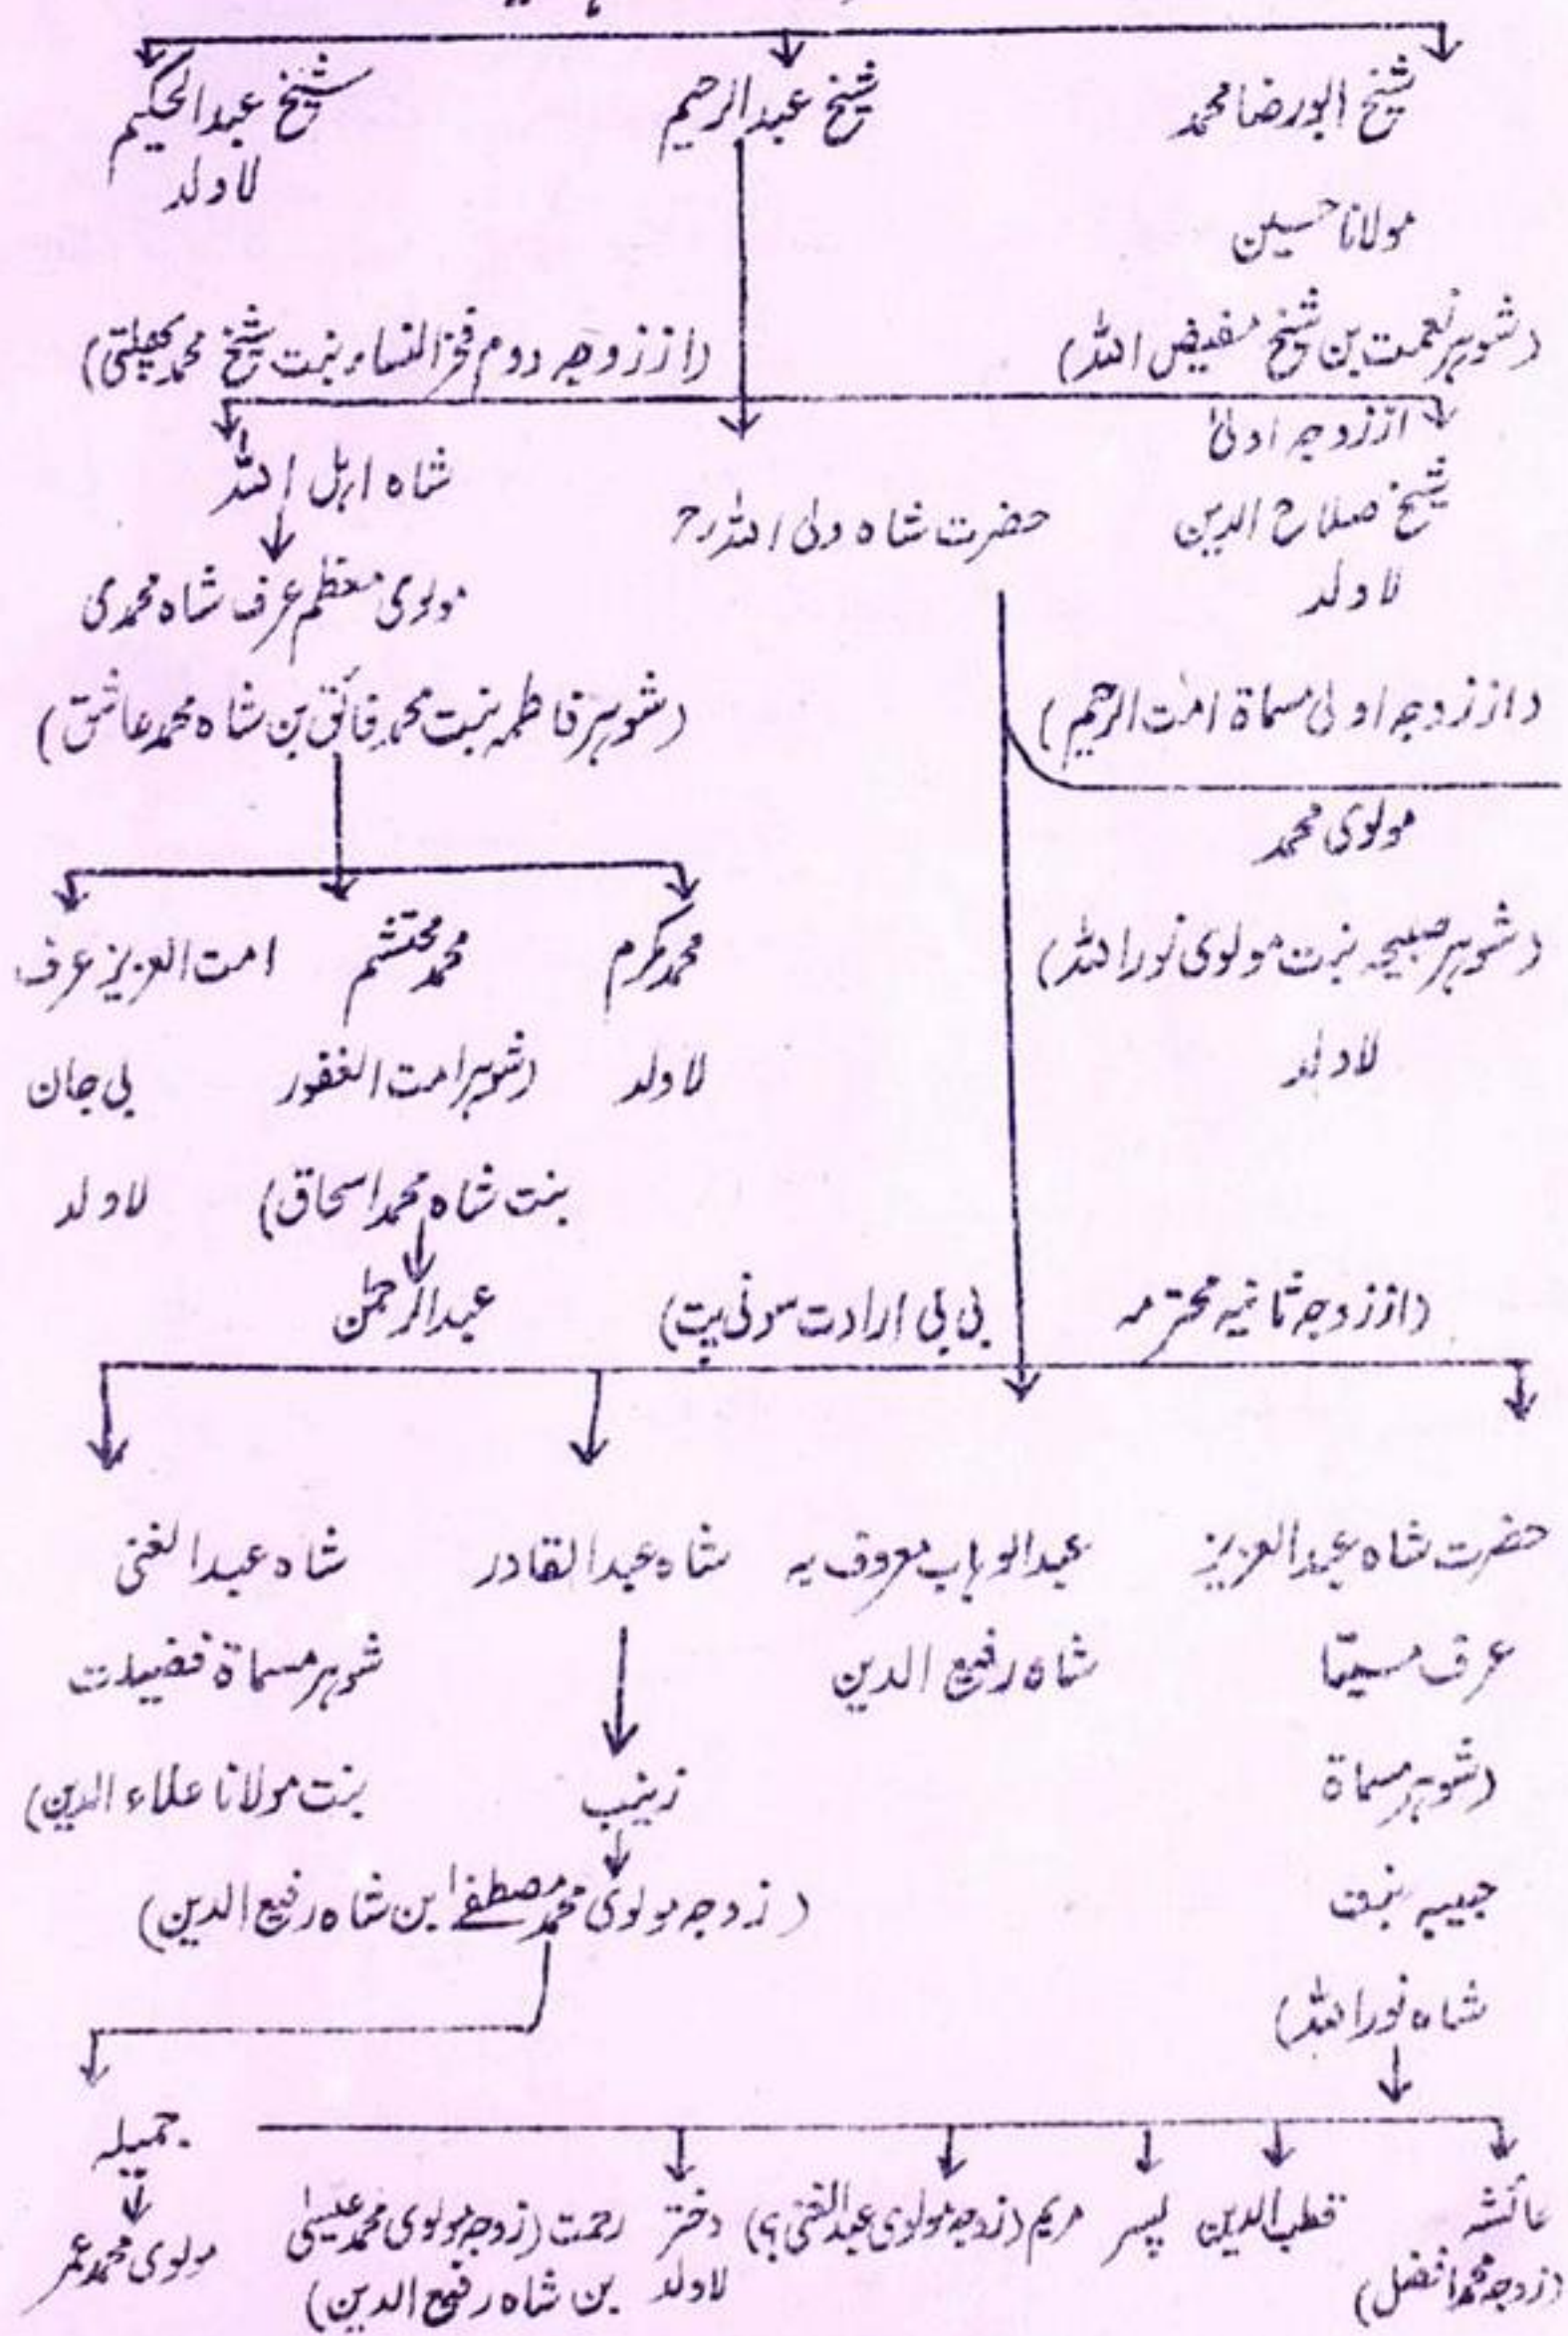 شیخ ابورضا محمد
شیخ عبدالرحیم
شیخ عبدالحکیم
لاولد
مولانا حسین
(شوہر نعمت بن شیخ مفیض اللہ)
(از زوجہ دوم فخر النساء بنت شیخ محمد پھلتی)
از زوجہ اولیٰ
شیخ صلاح الدین
لاولد
حضرت شاہ ولی اللہ رح
شاہ اہل اللہ
مولوی معظم عرف شاہ محمدی
(شوہر فاطمہ بنت محمد فائق بن شاہ محمد عاشق)
(از زوجہ اولیٰ مسماۃ امت الرحیم)
مولوی محمد
(شوہر صبیحہ بنت مولوی نور اللہ)
لاولد
محمد مکرم
لاولد
محمد محتشم
(شوہر امت الغفور
بنت شاہ محمد اسحاق)
عبدالرحمٰن
امت العزیز عرف
بی جان
لاولد
(از زوجہ ثانیہ محترمہ
بی بی ارادت سونی پت)
حضرت شاہ عبدالعزیز
عرف مسیتا
(شوہر مسماۃ
حبیبہ بنت
شاہ نور اللہ)
عبدالوہاب معروف بہ
شاہ رفیع الدین
شاہ عبدالقادر
زینب
(زوجہ مولوی محمد مصطفےٰ ابن شاہ رفیع الدین)
شاہ عبدالغنی
شوہر مسماۃ فضیلت
بنت مولانا علاء الدین)
جمیلہ
مولوی محمد عمر
عائشہ
(زوجہ محمد افضل)
قطب الدین
پسر
مریم (زوجہ مولوی عبدالغنی؟)
دختر
لاولد
رحمت (زوجہ مولوی محمد عیسیٰ
بن شاہ رفیع الدین)